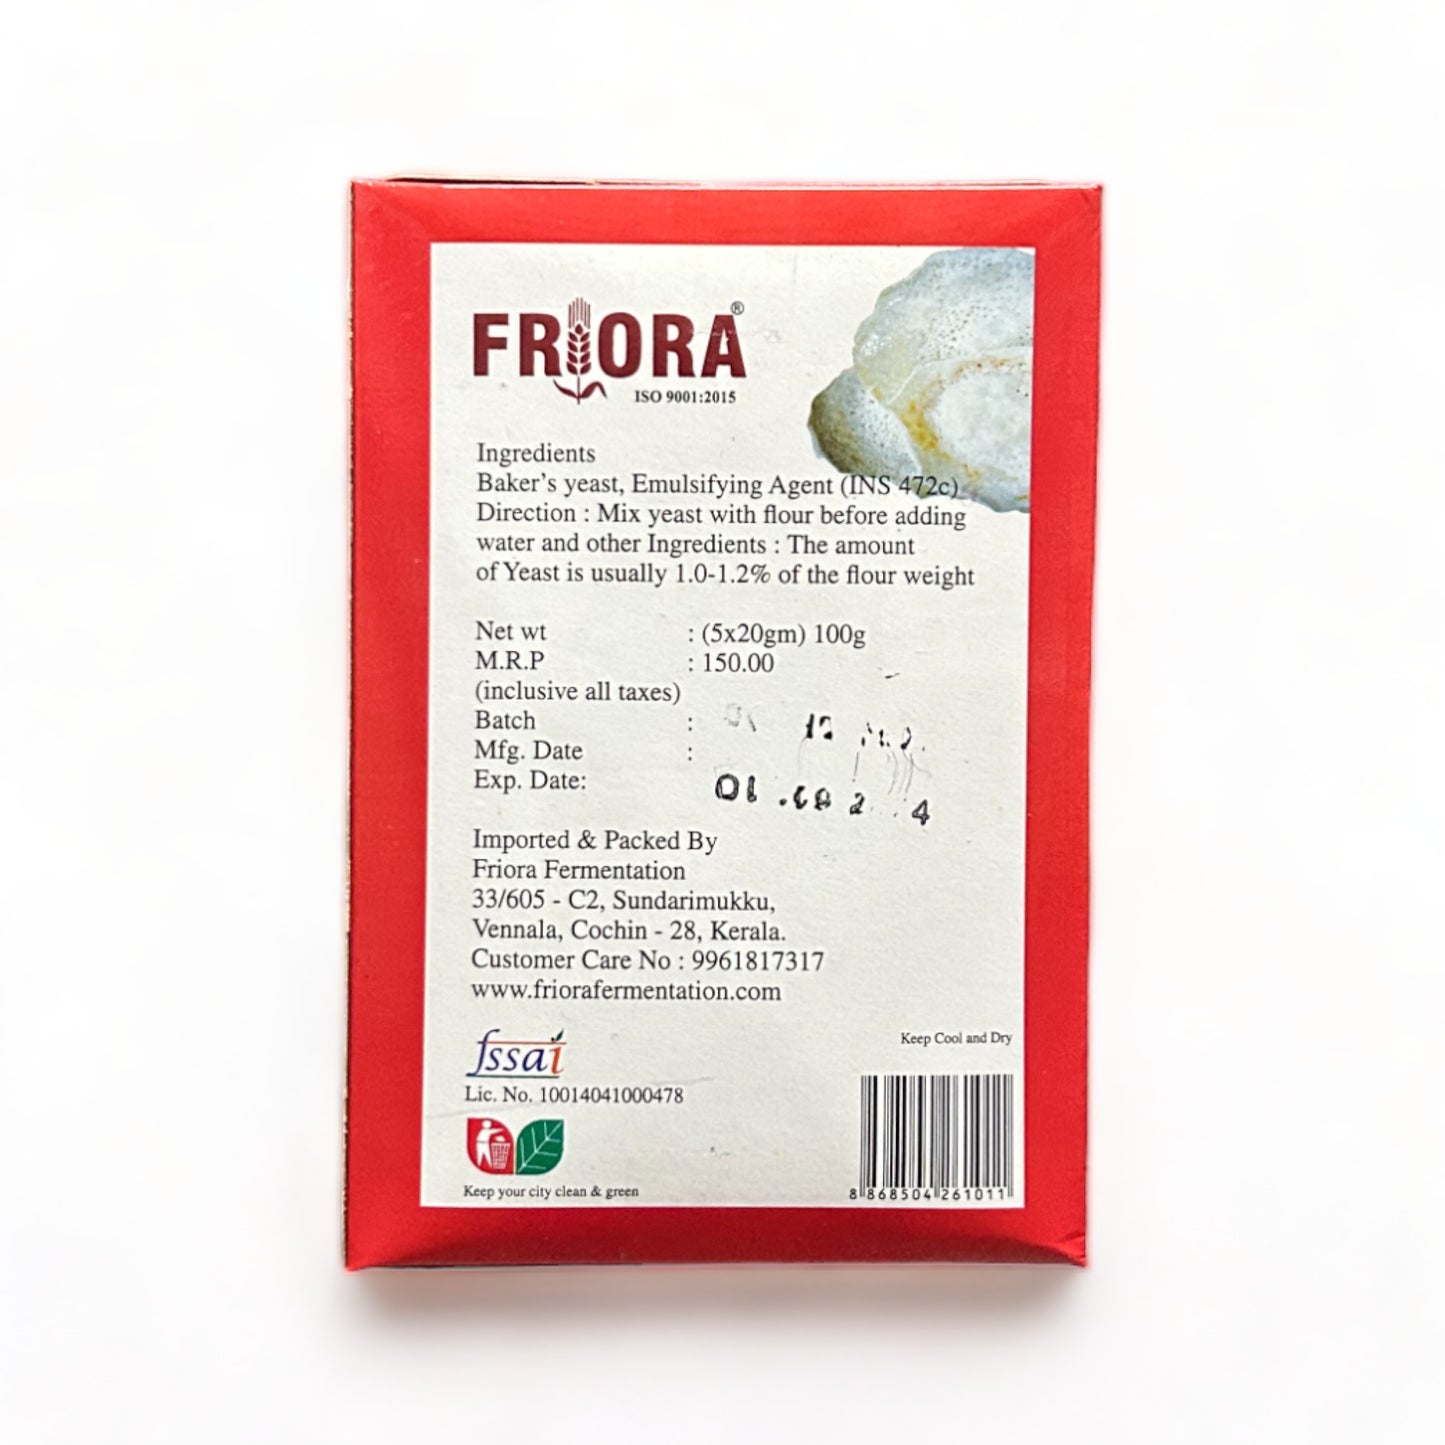 FRIORA®
ISO 9001:2015
Ingredients
Baker's yeast, Emulsifying Agent (INS 472c)
Direction : Mix yeast with flour before adding
water and other Ingredients : The amount
of Yeast is usually 1.0-1.2% of the flour weight
Net wt : (5x20gm) 100g
M.R.P : 150.00
(inclusive all taxes)
Batch :
Mfg. Date :
Exp. Date:
Imported & Packed By
Friora Fermentation
33/605 - C2, Sundarimukku,
Vennala, Cochin - 28, Kerala.
Customer Care No : 9961817317
www.friorafermentation.com
fssai
Lic. No. 10014041000478
Keep your city clean & green
Keep Cool and Dry
8 868504 261011